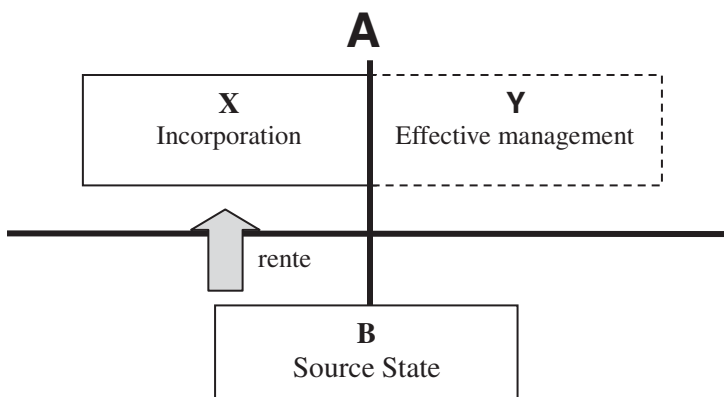 A
X
Incorporation
Y
Effective management
rente
B
Source State